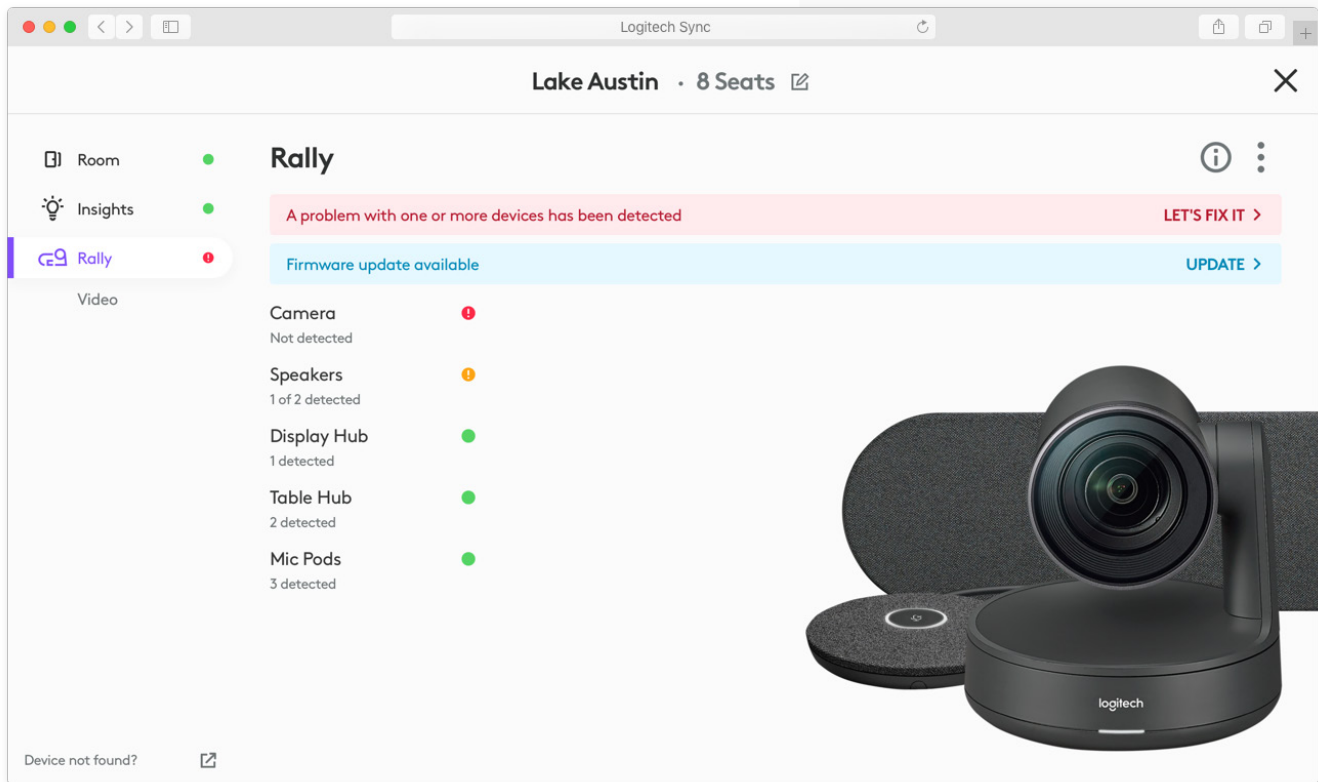 Logitech Sync
Lake Austin · 8 Seats
Room
Insights
Rally
Video
Device not found?
Rally
A problem with one or more devices has been detected LET'S FIX IT >
Firmware update available UPDATE >
Camera
Not detected
Speakers
1 of 2 detected
Display Hub
1 detected
Table Hub
2 detected
Mic Pods
3 detected
logitech